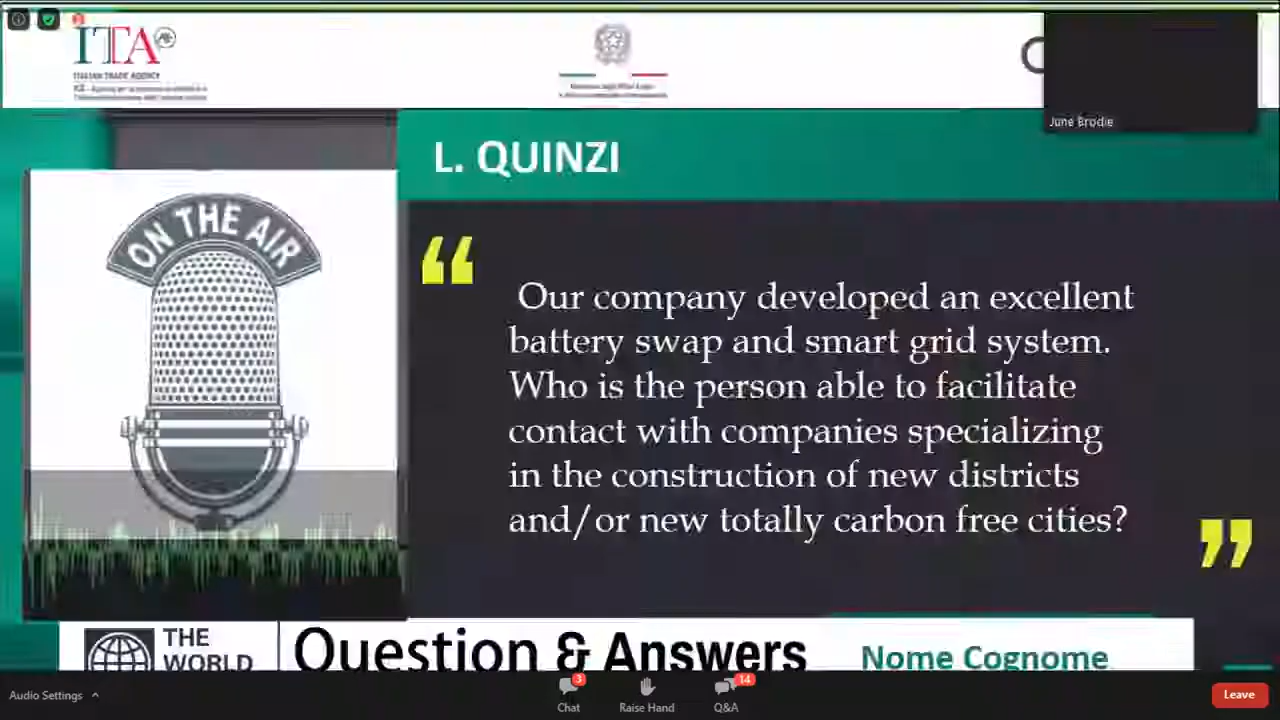 ITA
ITALIAN TRADE AGENCY
June Brodie
L. QUINZI
ON THE AIR
“
Our company developed an excellent
battery swap and smart grid system.
Who is the person able to facilitate
contact with companies specializing
in the construction of new districts
and/or new totally carbon free cities?
”
THE
WORLD
Question & Answers
Nome Cognome
Audio Settings
3
Chat
Raise Hand
14
Q&A
Leave